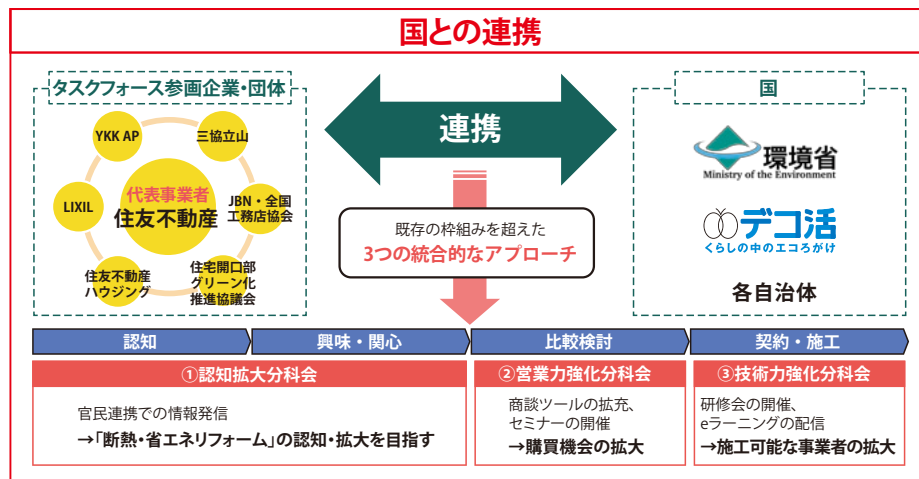 国との連携
タスクフォース参画企業・団体
YKK AP
三協立山
LIXIL
代表事業者
住友不動産
JBN・全国
工務店協会
住友不動産
ハウジング
住宅開口部
グリーン化
推進協議会
連携
既存の枠組みを超えた
3つの統合的なアプローチ
国
環境省
Ministry of the Environment
デコ活
くらしの中のエコろがけ
各自治体
認知
興味・関心
比較検討
契約・施工
①認知拡大分科会
官民連携での情報発信
→「断熱・省エネリフォーム」の認知・拡大を目指す
②営業力強化分科会
商談ツールの拡充、
セミナーの開催
→購買機会の拡大
③技術力強化分科会
研修会の開催、
eラーニングの配信
→施工可能な事業者の拡大